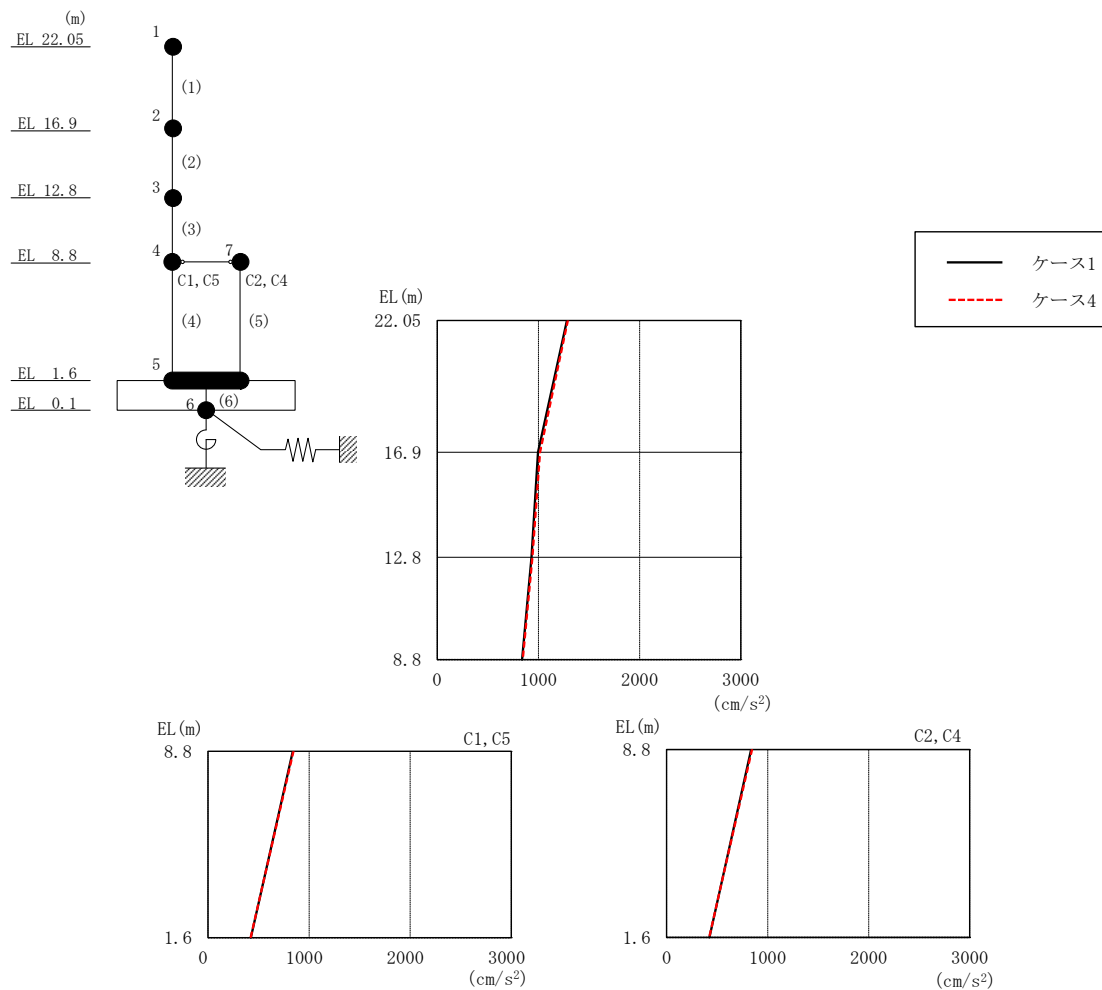 (m)
EL 22.05
1
(1)
EL 16.9
2
(2)
EL 12.8
3
(3)
EL 8.8
4
7
C1,C5
C2,C4
(4)
(5)
EL 1.6
5
EL 0.1
6
(6)
ケース1
ケース4
EL(m)
22.05
16.9
12.8
8.8
0 1000 2000 3000
(cm/s²)
EL(m)
C1,C5
8.8
1.6
0 1000 2000 3000
(cm/s²)
EL(m)
C2,C4
8.8
1.6
0 1000 2000 3000
(cm/s²)